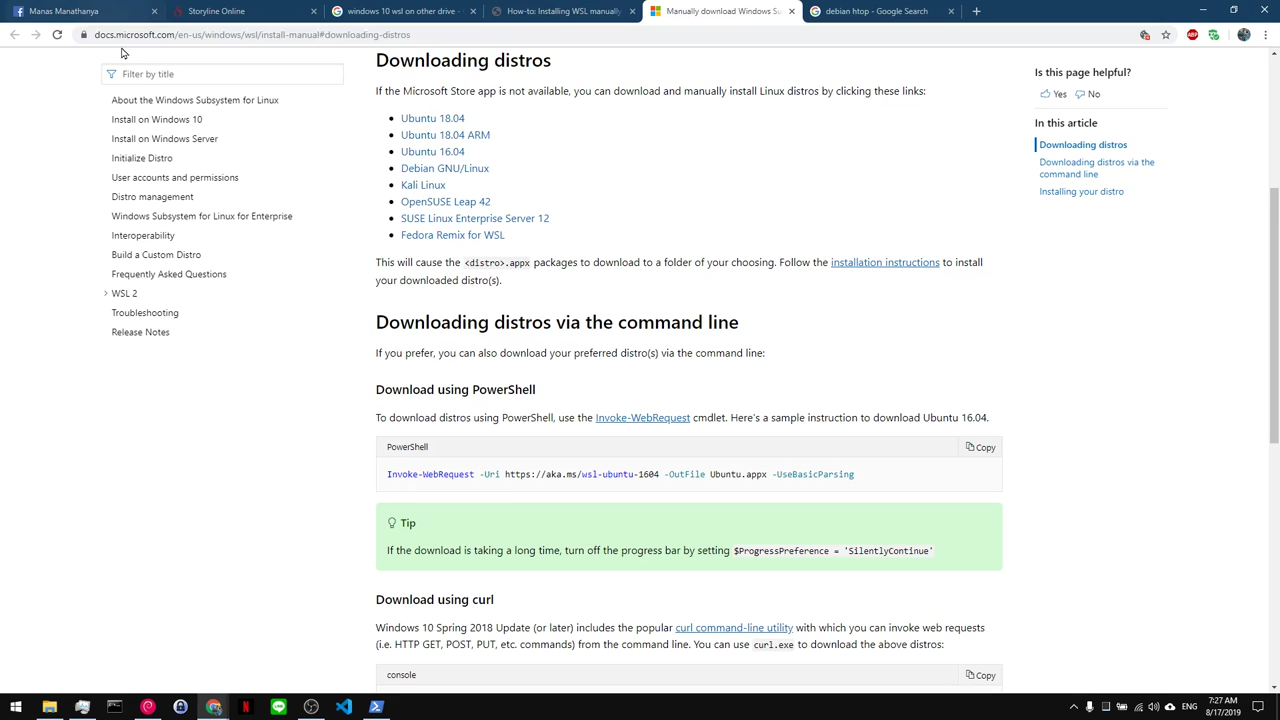 Manas Manathanya
Storyline Online
windows 10 wsl on other drive -
How-to: Installing WSL manually
Manually download Windows Su
debian htop - Google Search
docs.microsoft.com/en-us/windows/wsl/install-manual#downloading-distros
ABP
Filter by title
About the Windows Subsystem for Linux
Install on Windows 10
Install on Windows Server
Initialize Distro
User accounts and permissions
Distro management
Windows Subsystem for Linux for Enterprise
Interoperability
Build a Custom Distro
Frequently Asked Questions
WSL 2
Troubleshooting
Release Notes
Downloading distros
If the Microsoft Store app is not available, you can download and manually install Linux distros by clicking these links:
Ubuntu 18.04
Ubuntu 18.04 ARM
Ubuntu 16.04
Debian GNU/Linux
Kali Linux
OpenSUSE Leap 42
SUSE Linux Enterprise Server 12
Fedora Remix for WSL
This will cause the <distro>.appx packages to download to a folder of your choosing. Follow the installation instructions to install
your downloaded distro(s).
Downloading distros via the command line
If you prefer, you can also download your preferred distro(s) via the command line:
Download using PowerShell
To download distros using PowerShell, use the Invoke-WebRequest cmdlet. Here's a sample instruction to download Ubuntu 16.04.
PowerShell
Copy
Invoke-WebRequest -Uri https://aka.ms/wsl-ubuntu-1604 -OutFile Ubuntu.appx -UseBasicParsing
Tip
If the download is taking a long time, turn off the progress bar by setting $ProgressPreference = 'SilentlyContinue'
Download using curl
Windows 10 Spring 2018 Update (or later) includes the popular curl command-line utility with which you can invoke web requests
(i.e. HTTP GET, POST, PUT, etc. commands) from the command line. You can use curl.exe to download the above distros:
console
Copy
Is this page helpful?
Yes No
In this article
Downloading distros
Downloading distros via the
command line
Installing your distro
ENG
7:27 AM
8/17/2019